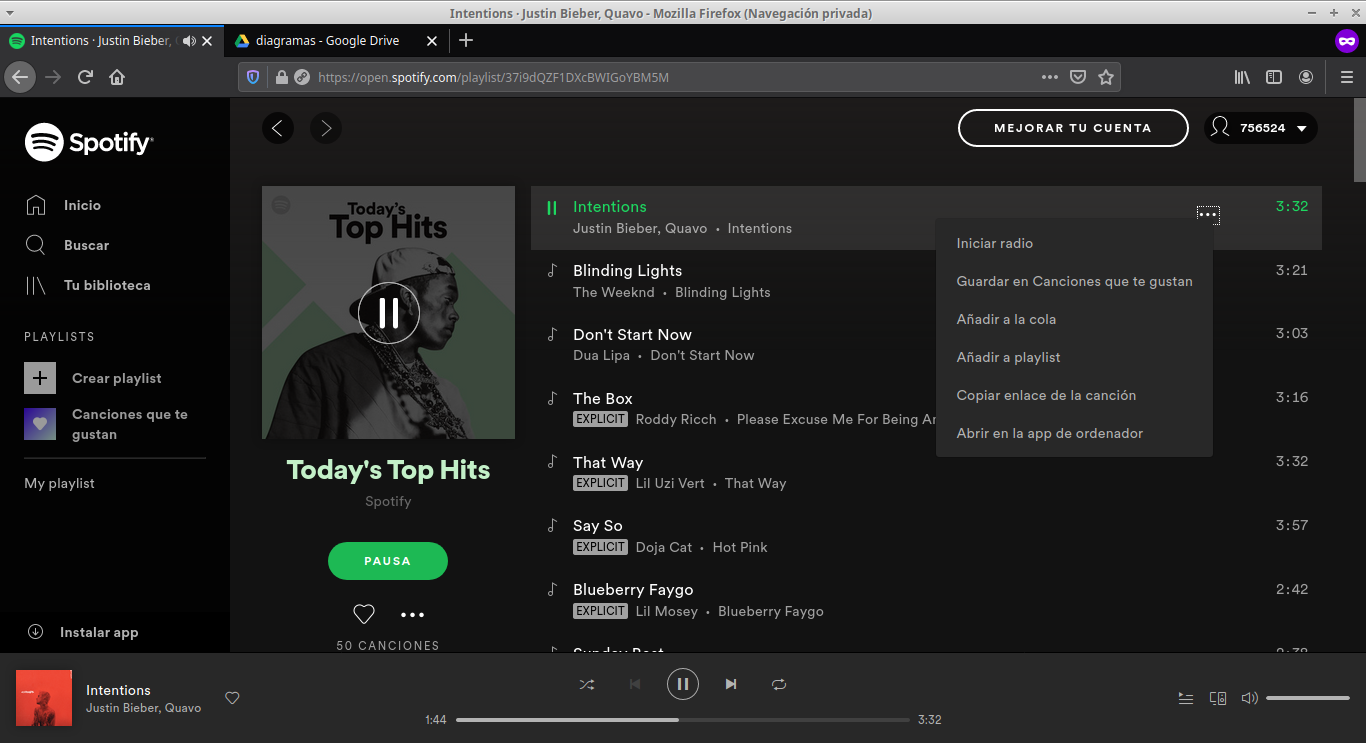 Intentions · Justin Bieber, Quavo - Mozilla Firefox (Navegación privada)
Intentions · Justin Bieber,
diagramas - Google Drive
https://open.spotify.com/playlist/37i9dQZF1DXcBWIGoYBM5M
Spotify
Inicio
Buscar
Tu biblioteca
PLAYLISTS
Crear playlist
Canciones que te
gustan
My playlist
Instalar app
MEJORAR TU CUENTA
756524
Today's
Top Hits
Today's Top Hits
Spotify
PAUSA
50 CANCIONES
Intentions
3:32
Justin Bieber, Quavo • Intentions
Blinding Lights
3:21
The Weeknd • Blinding Lights
Don't Start Now
3:03
Dua Lipa • Don't Start Now
The Box
3:16
EXPLICIT Roddy Ricch • Please Excuse Me For Being
That Way
3:32
EXPLICIT Lil Uzi Vert • That Way
Say So
3:57
EXPLICIT Doja Cat • Hot Pink
Blueberry Faygo
2:42
EXPLICIT Lil Mosey • Blueberry Faygo
Sunday Best
2:38
Iniciar radio
Guardar en Canciones que te gustan
Añadir a la cola
Añadir a playlist
Copiar enlace de la canción
Abrir en la app de ordenador
Intentions
Justin Bieber, Quavo
1:44
3:32